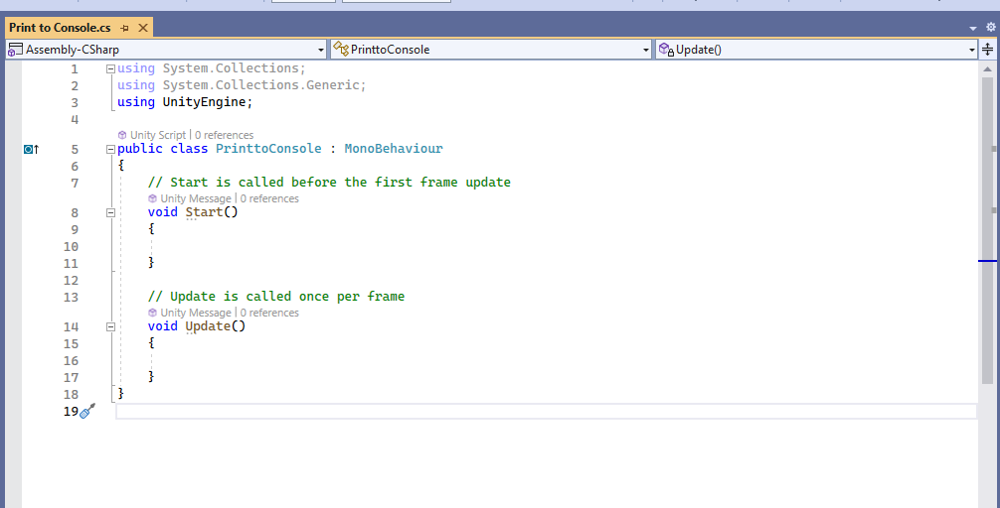 Print to Console.cs
Assembly-CSharp PrinttoConsole Update()
1 using System.Collections;
2 using System.Collections.Generic;
3 using UnityEngine;
4
Unity Script | 0 references
5 public class PrinttoConsole : MonoBehaviour
6 {
7 // Start is called before the first frame update
Unity Message | 0 references
8 void Start()
9 {
10
11 }
12
13 // Update is called once per frame
Unity Message | 0 references
14 void Update()
15 {
16
17 }
18 }
19